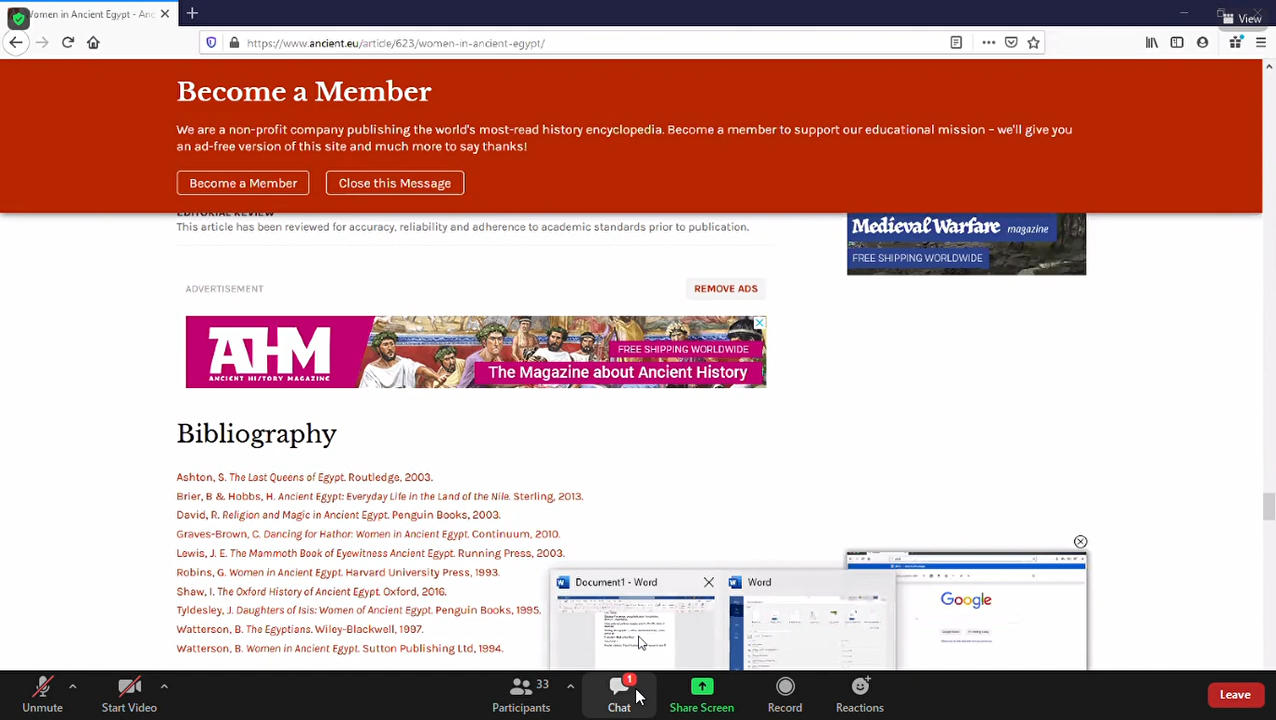 Women in Ancient Egypt - Anc
View
https://www.ancient.eu/article/623/women-in-ancient-egypt/
Become a Member
We are a non-profit company publishing the world's most-read history encyclopedia. Become a member to support our educational mission – we'll give you
an ad-free version of this site and much more to say thanks!
Become a Member
Close this Message
EDITORIAL REVIEW
This article has been reviewed for accuracy, reliability and adherence to academic standards prior to publication.
Medieval Warfare magazine
FREE SHIPPING WORLDWIDE
ADVERTISEMENT
REMOVE ADS
AHM
ANCIENT HISTORY MAGAZINE
FREE SHIPPING WORLDWIDE
The Magazine about Ancient History
Bibliography
Ashton, S. The Last Queens of Egypt. Routledge, 2003.
Brier, B & Hobbs, H. Ancient Egypt: Everyday Life in the Land of the Nile. Sterling, 2013.
David, R. Religion and Magic in Ancient Egypt. Penguin Books, 2003.
Graves-Brown, C. Dancing for Hathor: Women in Ancient Egypt. Continuum, 2010.
Lewis, J. E. The Mammoth Book of Eyewitness Ancient Egypt. Running Press, 2003.
Robins, G. Women in Ancient Egypt. Harvard University Press, 1993.
Shaw, I. The Oxford History of Ancient Egypt. Oxford, 2016.
Tyldesley, J. Daughters of Isis: Women of Ancient Egypt. Penguin Books, 1995.
Watterson, B. The Egyptians. Wiley 1997.
Watterson, B. Women in Ancient Egypt. Sutton Publishing Ltd, 1994.
Document1 - Word
Word
Google
Unmute
Start Video
33
Participants
1
Chat
Share Screen
Record
Reactions
Leave